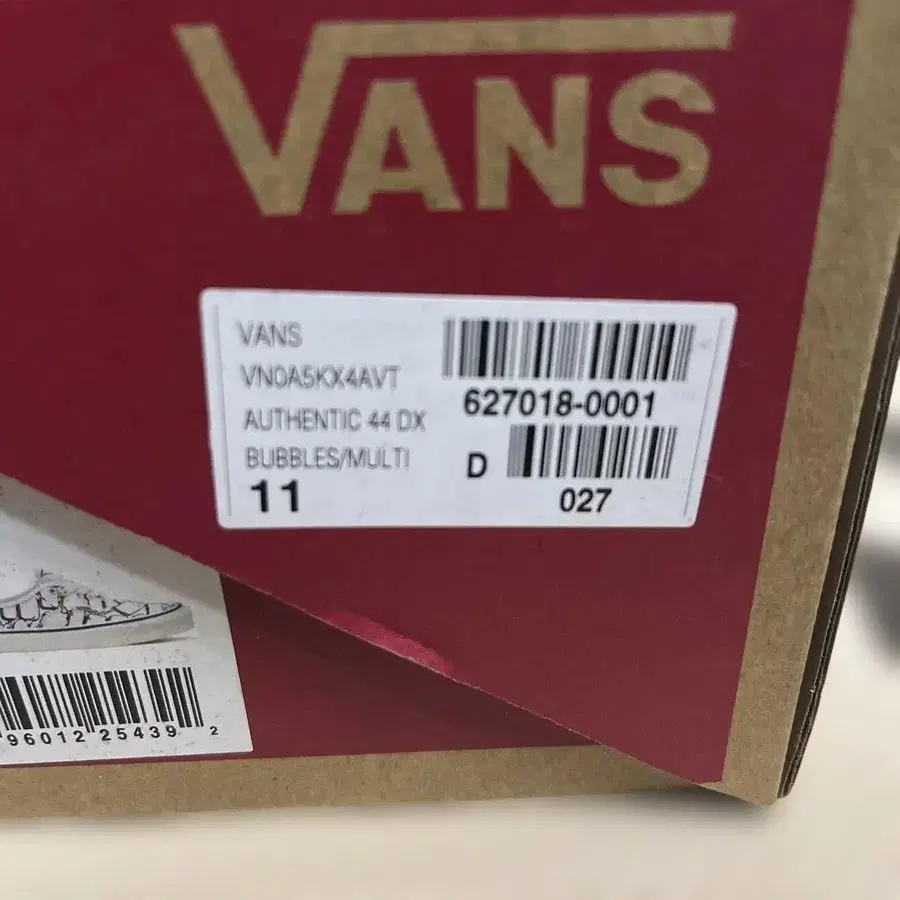 VANS
VANS
VN0A5KX4AVT
AUTHENTIC 44 DX
BUBBLES/MULTI
11
627018-0001
D
027
96012 25439 2